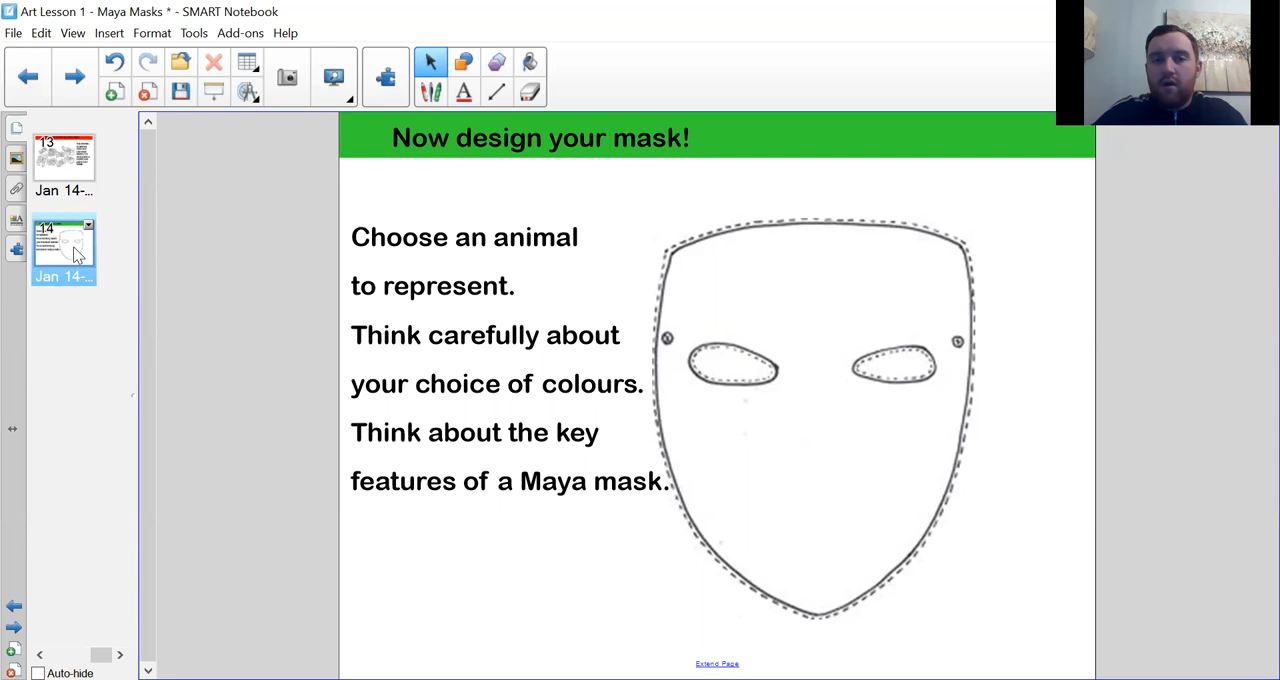 Art Lesson 1 - Maya Masks * - SMART Notebook
File Edit View Insert Format Tools Add-ons Help
13
Jan 14-...
14
Jan 14-...
Now design your mask!
Choose an animal
to represent.
Think carefully about
your choice of colours.
Think about the key
features of a Maya mask.
Extend Page
Auto-hide